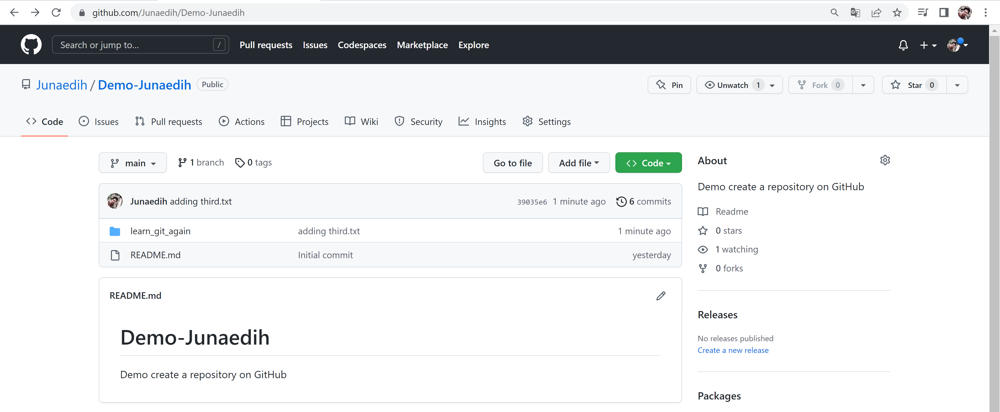 github.com/Junaedih/Demo-Junaedih
Search or jump to... /
Pull requests Issues Codespaces Marketplace Explore
Junaedih / Demo-Junaedih Public
Pin Unwatch 1 Fork 0 Star 0
Code Issues Pull requests Actions Projects Wiki Security Insights Settings
main 1 branch 0 tags Go to file Add file Code
Junaedih adding third.txt 39035e6 1 minute ago 6 commits
learn_git_again adding third.txt 1 minute ago
README.md Initial commit yesterday
README.md
Demo-Junaedih
Demo create a repository on GitHub
About
Demo create a repository on GitHub
Readme
0 stars
1 watching
0 forks
Releases
No releases published
Create a new release
Packages